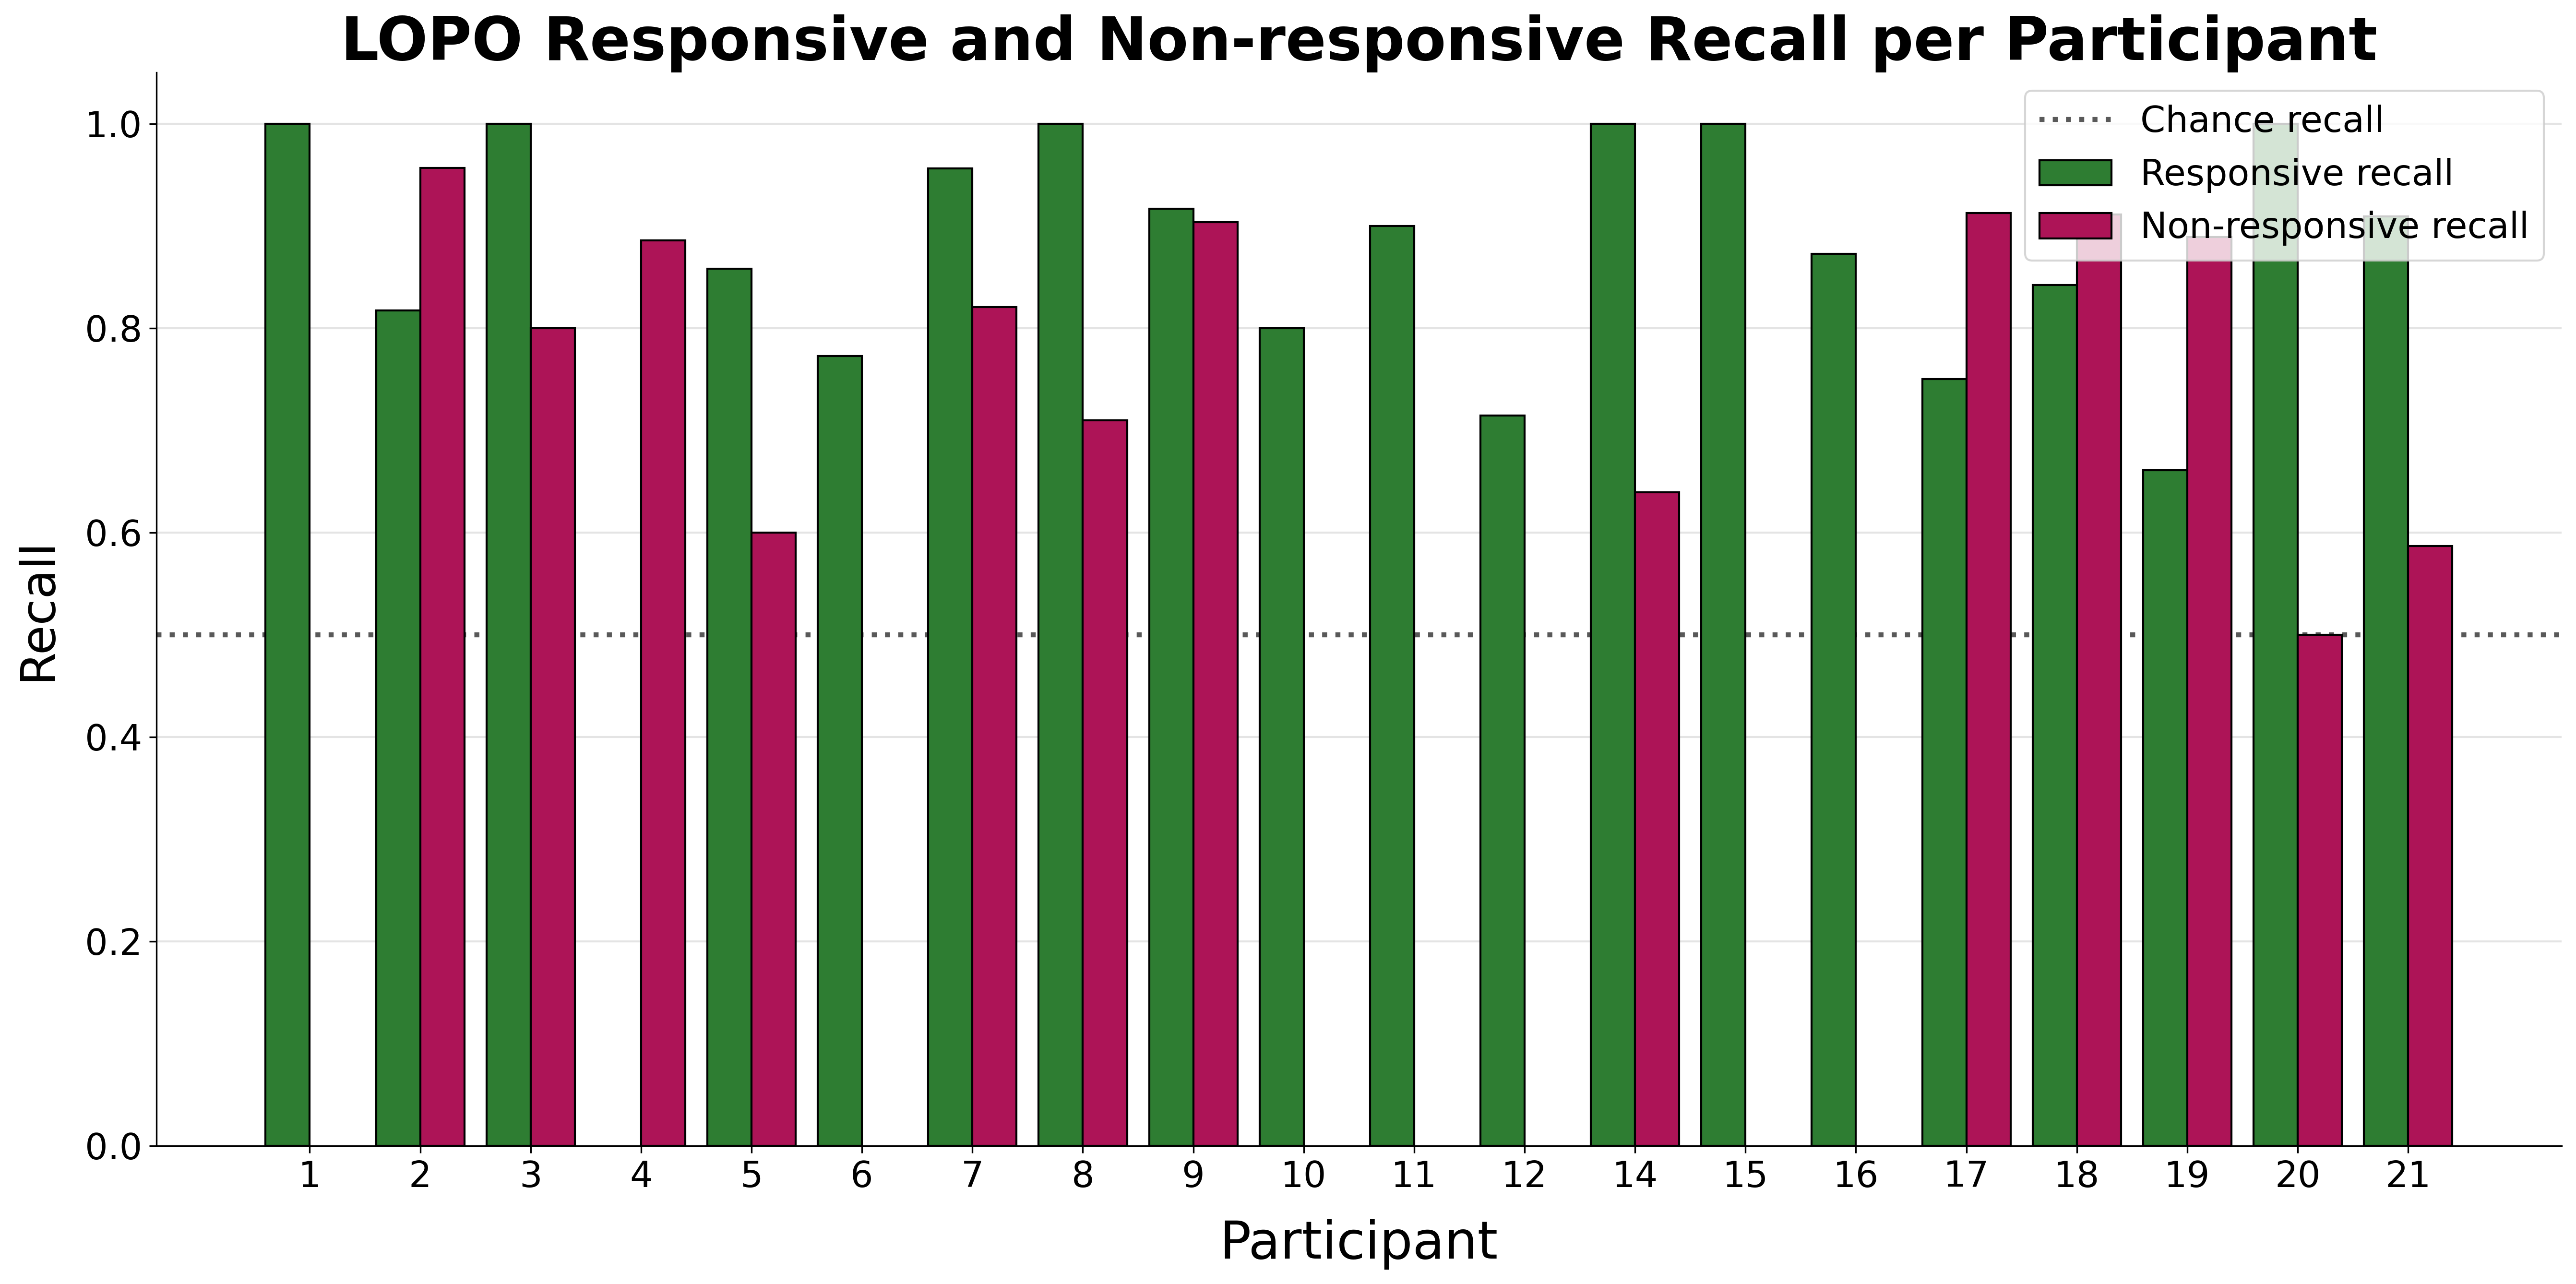 LOPO Responsive and Non-responsive Recall per Participant
Chance recall
Responsive recall
Non-responsive recall
1.0
0.8
0.6
0.4
0.2
0.0
Recall
1 2 3 4 5 6 7 8 9 10 11 12 14 15 16 17 18 19 20 21
Participant